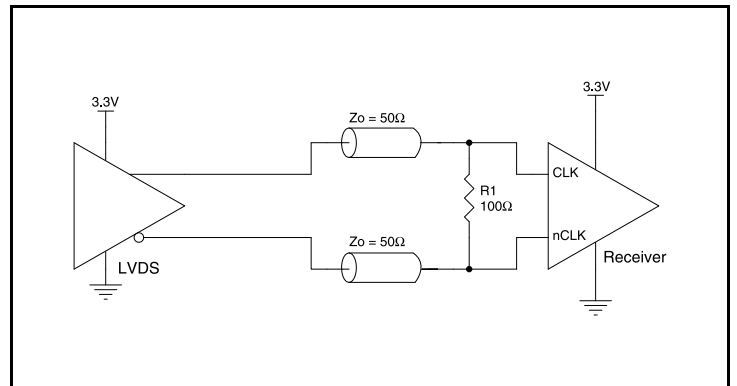 3.3V
3.3V
Zo = 50Ω
CLK
R1
100Ω
nCLK
Zo = 50Ω
LVDS
Receiver